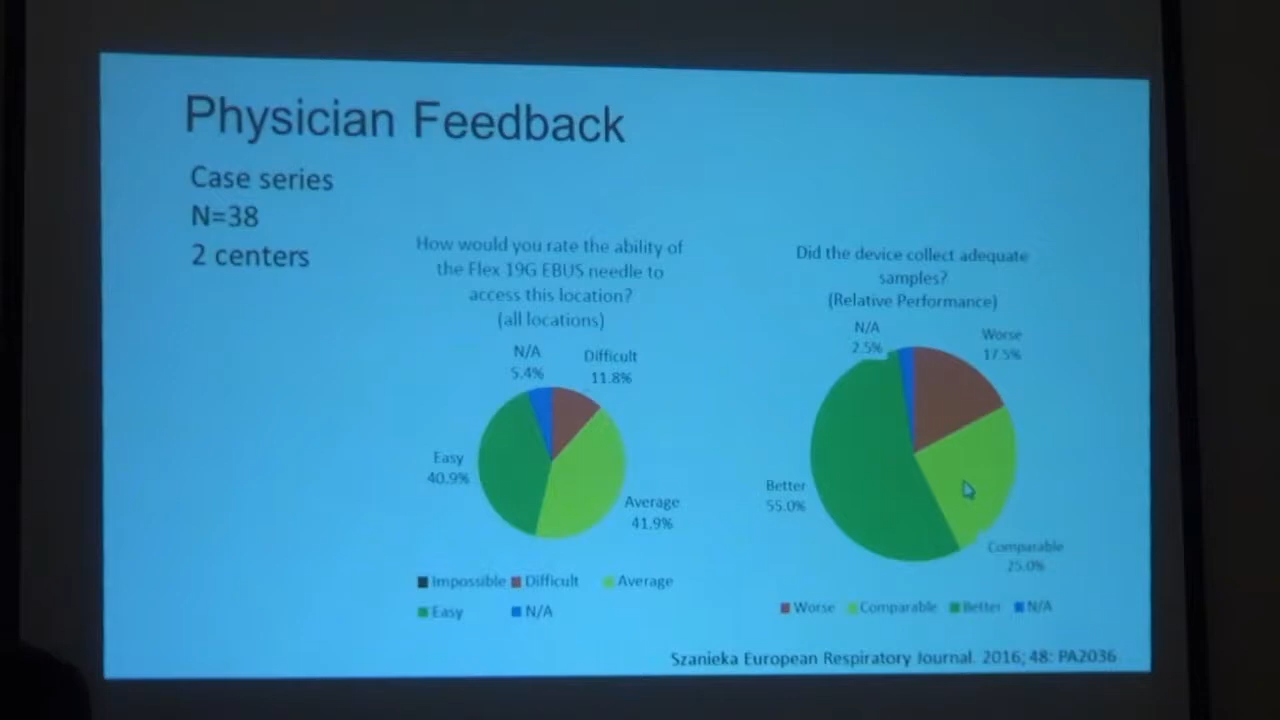 Physician Feedback
Case series
N=38
2 centers
How would you rate the ability of
the Flex 19G EBUS needle to
access this location?
(all locations)
N/A
5.4%
Difficult
11.8%
Easy
40.9%
Average
41.9%
Impossible Difficult Average
Easy N/A
Did the device collect adequate
samples?
(Relative Performance)
N/A
2.5%
Worse
17.5%
Better
55.0%
Comparable
25.0%
Worse Comparable Better N/A
Szanieka European Respiratory Journal. 2016; 48: PA2036